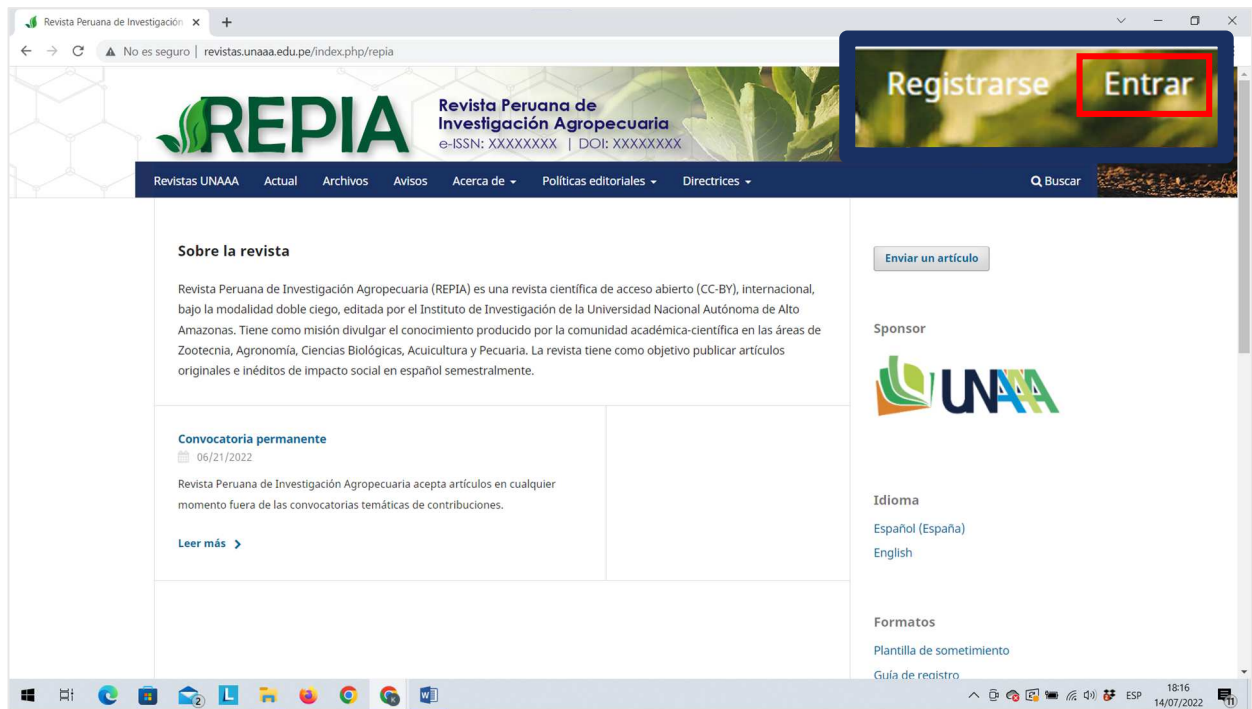 Revista Peruana de Investigación
No es seguro | revistas.unaaa.edu.pe/index.php/repia
Registrarse Entrar
REPIA
Revista Peruana de
Investigación Agropecuaria
e-ISSN: XXXXXXXX | DOI: XXXXXXXX
Revistas UNAAA Actual Archivos Avisos Acerca de Políticas editoriales Directrices Buscar
Sobre la revista
Revista Peruana de Investigación Agropecuaria (REPIA) es una revista científica de acceso abierto (CC-BY), internacional,
bajo la modalidad doble ciego, editada por el Instituto de Investigación de la Universidad Nacional Autónoma de Alto
Amazonas. Tiene como misión divulgar el conocimiento producido por la comunidad académica-científica en las áreas de
Zootecnia, Agronomía, Ciencias Biológicas, Acuicultura y Pecuaria. La revista tiene como objetivo publicar artículos
originales e inéditos de impacto social en español semestralmente.
Convocatoria permanente
06/21/2022
Revista Peruana de Investigación Agropecuaria acepta artículos en cualquier
momento fuera de las convocatorias temáticas de contribuciones.
Leer más
Enviar un artículo
Sponsor
UNAAA
Idioma
Español (España)
English
Formatos
Plantilla de sometimiento
Guía de registro
2
L
W
ESP
18:16
14/07/2022
11